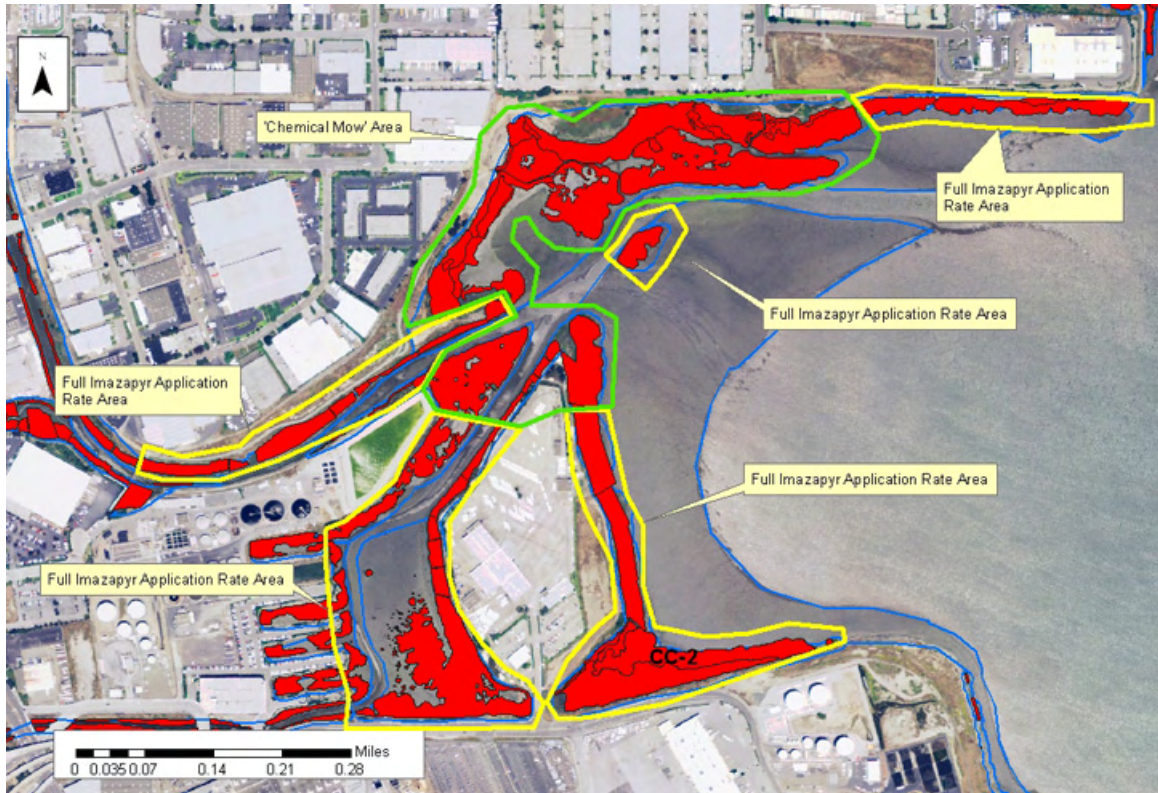 N
'Chemical Mow' Area
Full Imazapyr Application
Rate Area
Full Imazapyr Application Rate Area
Full Imazapyr Application
Rate Area
Full Imazapyr Application Rate Area
Full Imazapyr Application Rate Area
CC-2
Miles
0 0.035 0.07 0.14 0.21 0.28